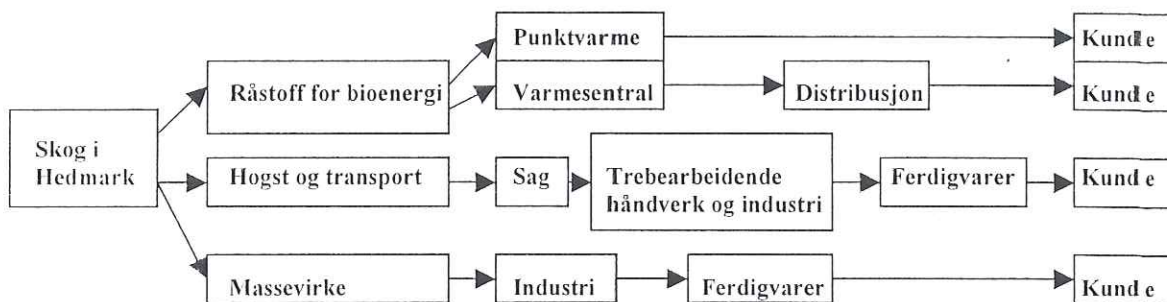 Punktvarme
Kunde
Råstoff for bioenergi
Varmesentral
Distribusjon
Kunde
Skog i
Hedmark
Hogst og transport
Sag
Trebearbeidende
håndverk og industri
Ferdigvarer
Kunde
Massevirke
Industri
Ferdigvarer
Kunde